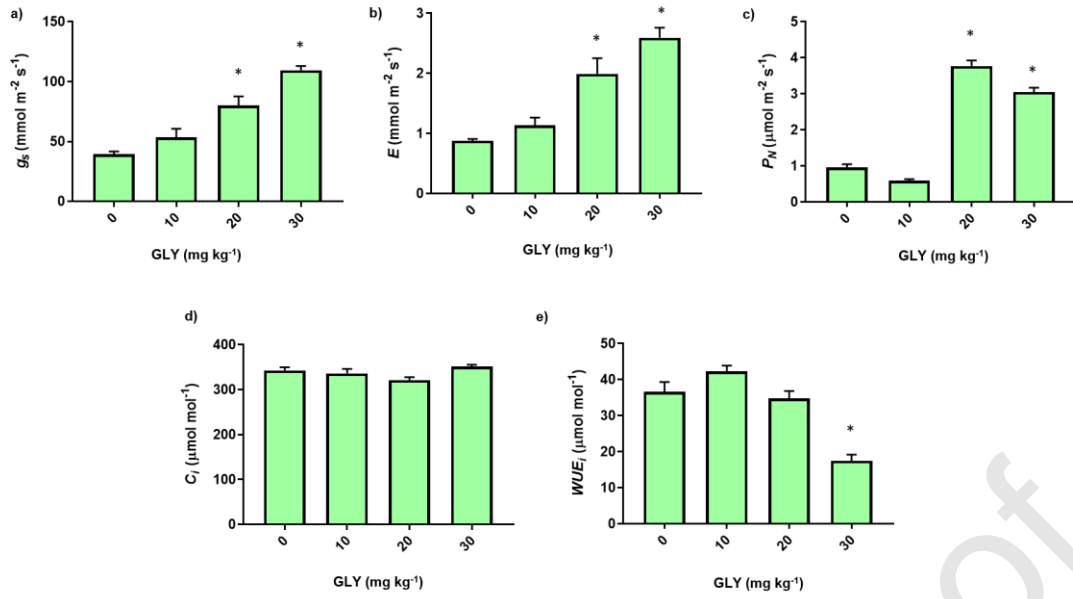 a)
150
100
50
0
gs (mmol m-2 s-1)
* *
0 10 20 30
GLY (mg kg-1)
b)
3
2
1
0
E (mmol m-2 s-1)
* *
0 10 20 30
GLY (mg kg-1)
c)
5
4
3
2
1
0
PN (μmol m-2 s-1)
* *
0 10 20 30
GLY (mg kg-1)
d)
400
300
200
100
0
Ci (μmol mol-1)
0 10 20 30
GLY (mg kg-1)
e)
50
40
30
20
10
0
WUEi (μmol mol-1)
*
0 10 20 30
GLY (mg kg-1)
of